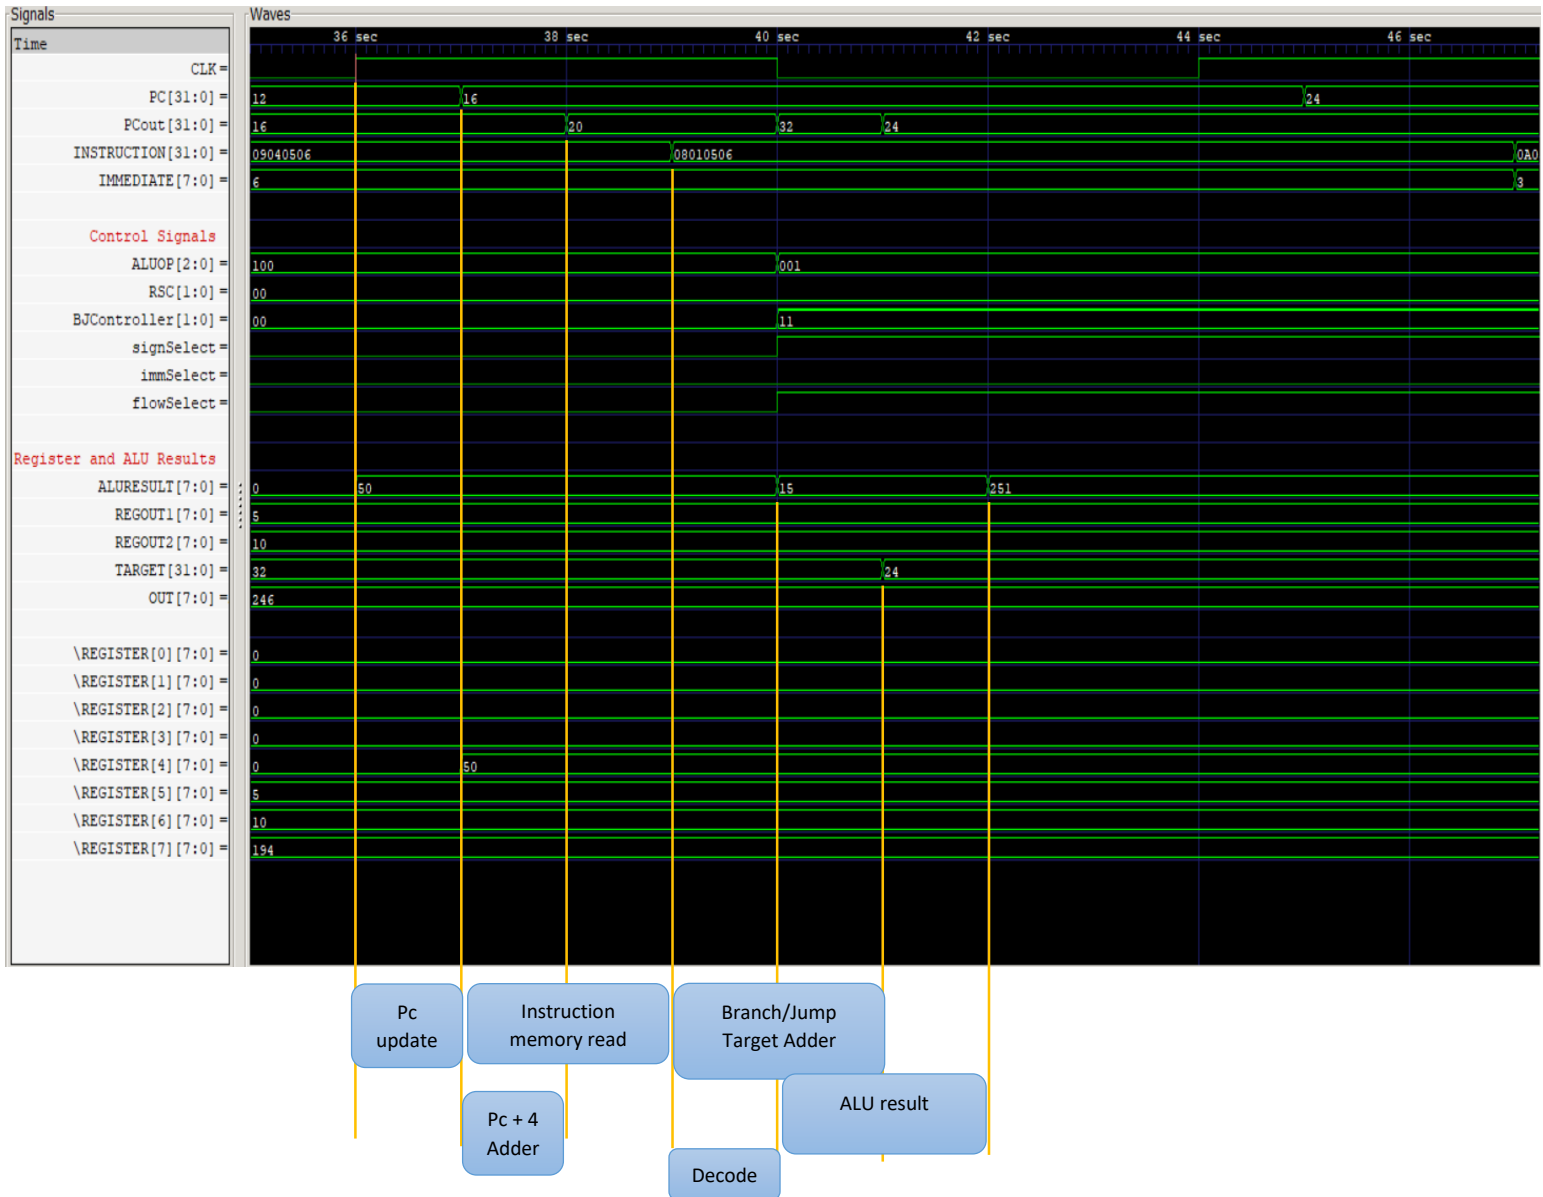 Signals
Waves
Time
36 sec 38 sec 40 sec 42 sec 44 sec 46 sec
CLK =
PC[31:0] = 12 16 24
PCout[31:0] = 16 20 32 24
INSTRUCTION[31:0] = 09040506 08010506 0A0
IMMEDIATE[7:0] = 6 3
Control Signals
ALUOP[2:0] = 100 001
RSC[1:0] = 00
BJController[1:0] = 00 11
signSelect =
immSelect =
flowSelect =
Register and ALU Results
ALURESULT[7:0] = 0 50 15 251
REGOUT1[7:0] = 5
REGOUT2[7:0] = 10
TARGET[31:0] = 32 24
OUT[7:0] = 246
\REGISTER[0][7:0] = 0
\REGISTER[1][7:0] = 0
\REGISTER[2][7:0] = 0
\REGISTER[3][7:0] = 0
\REGISTER[4][7:0] = 0 50
\REGISTER[5][7:0] = 5
\REGISTER[6][7:0] = 10
\REGISTER[7][7:0] = 194
Pc
update
Instruction
memory read
Branch/Jump
Target Adder
Pc + 4
Adder
ALU result
Decode